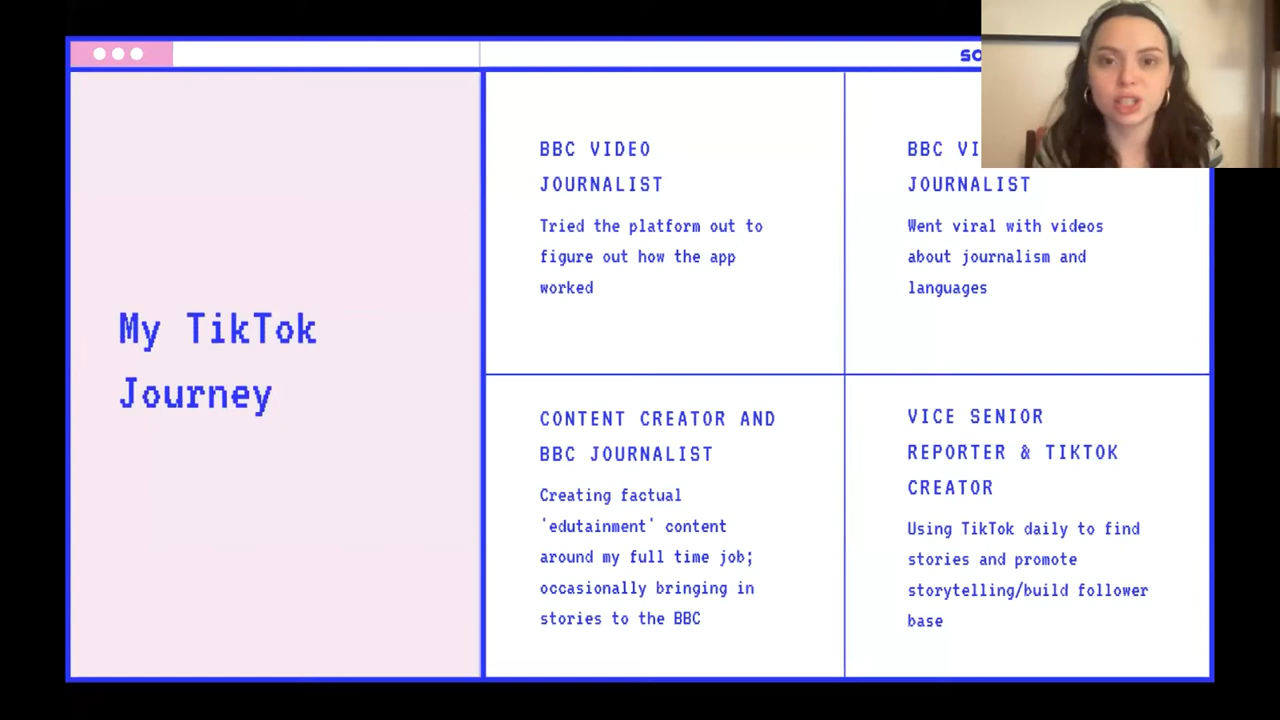 My TikTok
Journey
BBC VIDEO
JOURNALIST
Tried the platform out to
figure out how the app
worked
JOURNALIST
Went viral with videos
about journalism and
languages
CONTENT CREATOR AND
BBC JOURNALIST
Creating factual
'edutainment' content
around my full time job;
occasionally bringing in
stories to the BBC
VICE SENIOR
REPORTER & TIKTOK
CREATOR
Using TikTok daily to find
stories and promote
storytelling/build follower
base